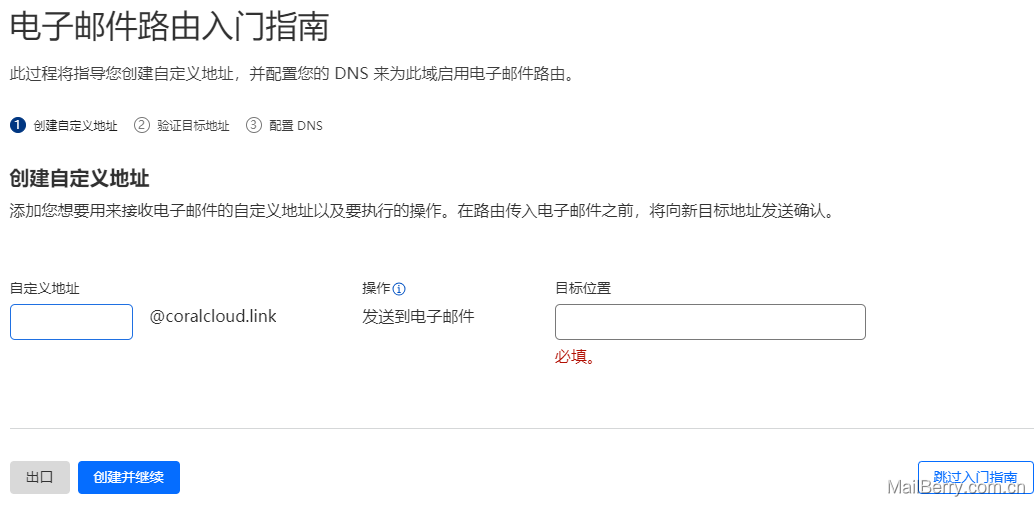 电子邮件路由入门指南
此过程将指导您创建自定义地址，并配置您的 DNS 来为此域启用电子邮件路由。
1 创建自定义地址 2 验证目标地址 3 配置 DNS
创建自定义地址
添加您想要用来接收电子邮件的自定义地址以及要执行的操作。在路由传入电子邮件之前，将向新目标地址发送确认。
自定义地址 操作 目标位置
@coralcloud.link 发送到电子邮件
必填。
出口 创建并继续 跳过入门指南
MailBerry.com.cn